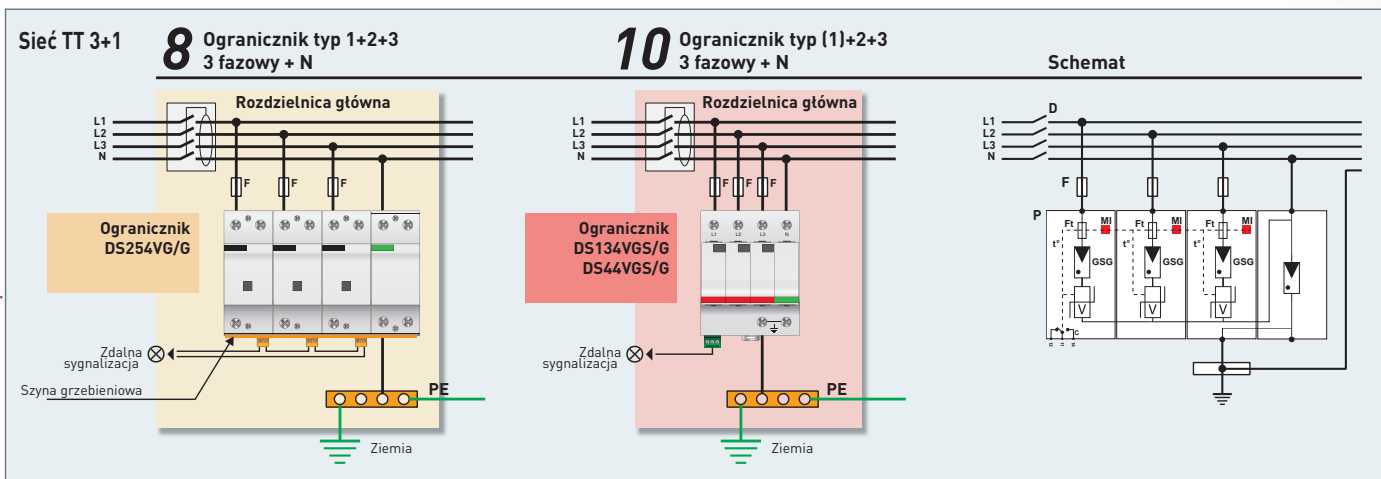 Sieć TT 3+1
8 Ogranicznik typ 1+2+3
3 fazowy + N
10 Ogranicznik typ (1)+2+3
3 fazowy + N
Schemat
Rozdzielnica główna
L1
L2
L3
N
F
F
F
Ogranicznik
DS254VG/G
Zdalna
sygnalizacja
Szyna grzebieniowa
PE
Ziemia
Rozdzielnica główna
L1
L2
L3
N
F
F
F
Ogranicznik
DS134VGS/G
DS44VGS/G
L1 L2 L3 N
Zdalna
sygnalizacja
PE
Ziemia
D
L1
L2
L3
N
F
P
Ft MI Ft MI Ft MI
t° t° t°
GSG GSG GSG
V V V
C